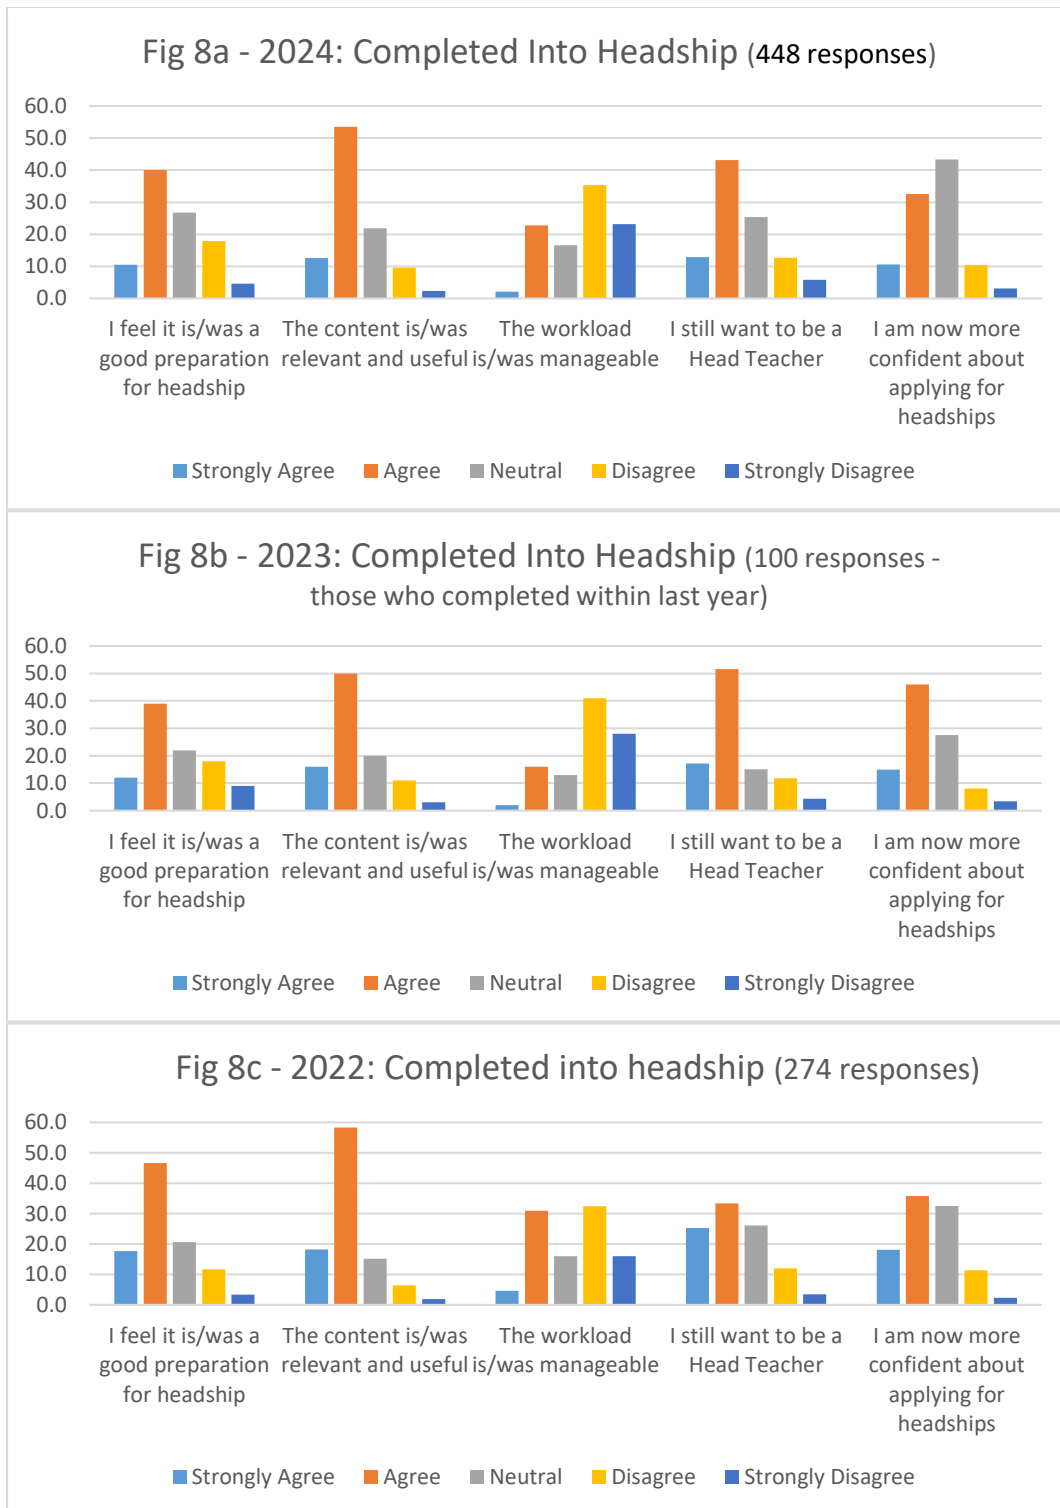 Fig 8a - 2024: Completed Into Headship (448 responses)
60.0
50.0
40.0
30.0
20.0
10.0
0.0
I feel it is/was a good preparation for headship
The content is/was relevant and useful
The workload is/was manageable
I still want to be a Head Teacher
I am now more confident about applying for headships
Strongly Agree Agree Neutral Disagree Strongly Disagree
Fig 8b - 2023: Completed Into Headship (100 responses -
those who completed within last year)
60.0
50.0
40.0
30.0
20.0
10.0
0.0
I feel it is/was a good preparation for headship
The content is/was relevant and useful
The workload is/was manageable
I still want to be a Head Teacher
I am now more confident about applying for headships
Strongly Agree Agree Neutral Disagree Strongly Disagree
Fig 8c - 2022: Completed into headship (274 responses)
60.0
50.0
40.0
30.0
20.0
10.0
0.0
I feel it is/was a good preparation for headship
The content is/was relevant and useful
The workload is/was manageable
I still want to be a Head Teacher
I am now more confident about applying for headships
Strongly Agree Agree Neutral Disagree Strongly Disagree